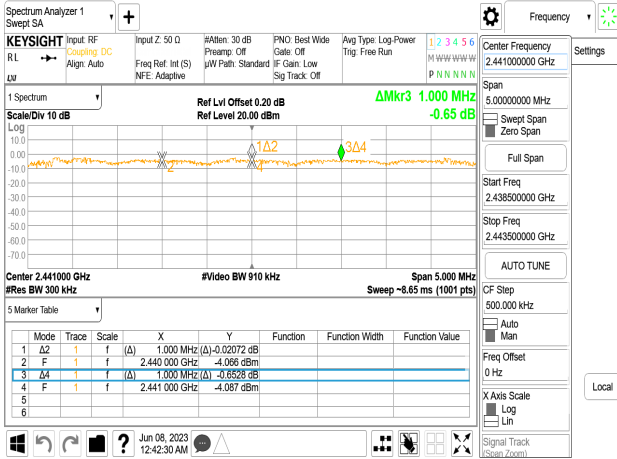 Spectrum Analyzer 1
Swept SA
▼
+
Frequency ▼
KEYSIGHT
RL
LXI
Input: RF
Coupling: DC
Align: Auto
Input Z: 50 Ω
Freq Ref: Int (S)
NFE: Adaptive
#Atten: 30 dB
Preamp: Off
µW Path: Standard
PNO: Best Wide
Gate: Off
IF Gain: Low
Sig Track: Off
Avg Type: Log-Power
Trig: Free Run
1 2 3 4 5 6
M W W W W W
P N N N N N
1 Spectrum ▼
Scale/Div 10 dB
Ref Lvl Offset 0.20 dB
Ref Level 20.00 dBm
ΔMkr3 1.000 MHz
-0.65 dB
Log
10.0
0.00
-10.0
-20.0
-30.0
-40.0
-50.0
-60.0
-70.0
1Δ2
3Δ4
2
4
Center 2.441000 GHz
#Res BW 300 kHz
#Video BW 910 kHz
Span 5.000 MHz
Sweep ~8.65 ms (1001 pts)
5 Marker Table ▼
Mode Trace Scale X Y Function Function Width Function Value
1 Δ2 1 f (Δ) 1.000 MHz (Δ) -0.02072 dB
2 F 1 f 2.440 000 GHz -4.066 dBm
3 Δ4 1 f (Δ) 1.000 MHz (Δ) -0.6528 dB
4 F 1 f 2.441 000 GHz -4.087 dBm
5
6
?
Jun 08, 2023
12:42:30 AM
Center Frequency
2.441000000 GHz
Settings
Span
5.00000000 MHz
Swept Span
Zero Span
Full Span
Start Freq
2.438500000 GHz
Stop Freq
2.443500000 GHz
AUTO TUNE
CF Step
500.000 kHz
Auto
Man
Freq Offset
0 Hz
X Axis Scale
Log
Lin
Local
Signal Track
(Span Zoom)